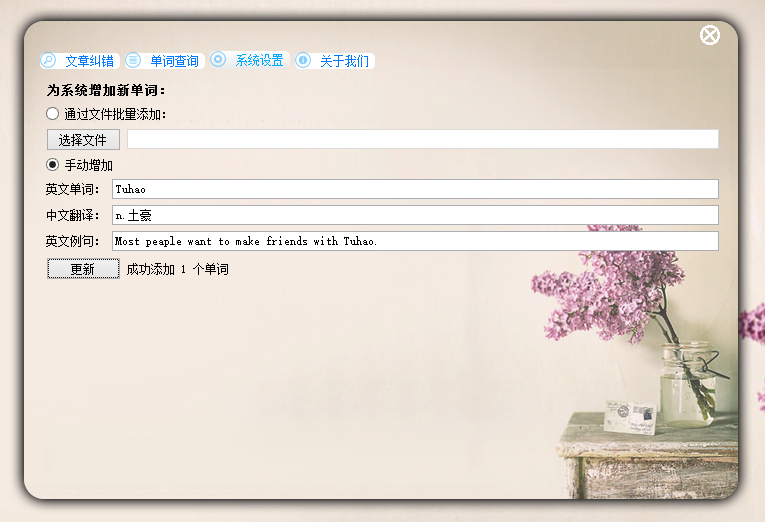 文章纠错 单词查询 系统设置 关于我们
为系统增加新单词：
通过文件批量添加：
选择文件
手动增加
英文单词： Tuhao
中文翻译： n.土豪
英文例句： Most peaple want to make friends with Tuhao.
更新 成功添加 1 个单词